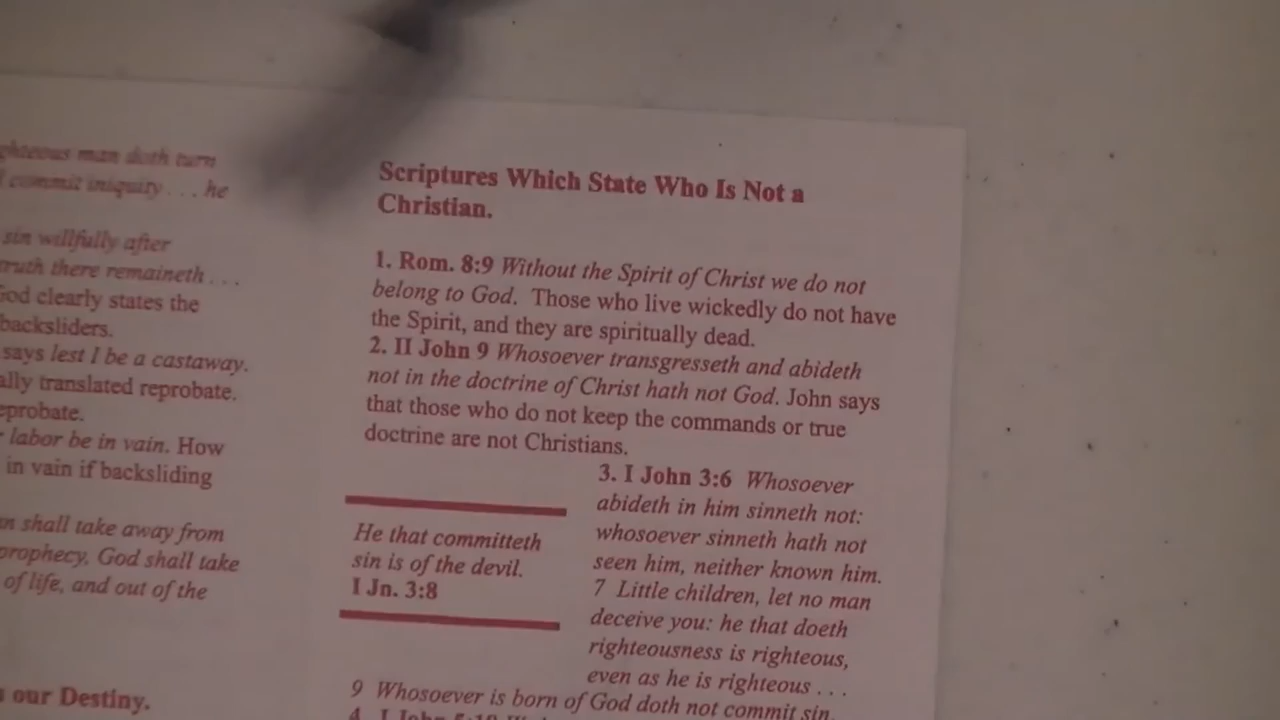 ghteous man doth turn
commit iniquity . . . he
sin willfully after
truth there remaineth . . .
God clearly states the
backsliders.
says lest I be a castaway.
ally translated reprobate.
eprobate.
labor be in vain. How
in vain if backsliding
n shall take away from
prophecy, God shall take
of life, and out of the
our Destiny.
Scriptures Which State Who Is Not a
Christian.
1. Rom. 8:9 Without the Spirit of Christ we do not
belong to God. Those who live wickedly do not have
the Spirit, and they are spiritually dead.
2. II John 9 Whosoever transgresseth and abideth
not in the doctrine of Christ hath not God. John says
that those who do not keep the commands or true
doctrine are not Christians.
He that committeth
sin is of the devil.
I Jn. 3:8
3. I John 3:6 Whosoever
abideth in him sinneth not:
whosoever sinneth hath not
seen him, neither known him.
7 Little children, let no man
deceive you: he that doeth
righteousness is righteous,
even as he is righteous . . .
9 Whosoever is born of God doth not commit sin.
4. I John 5:18